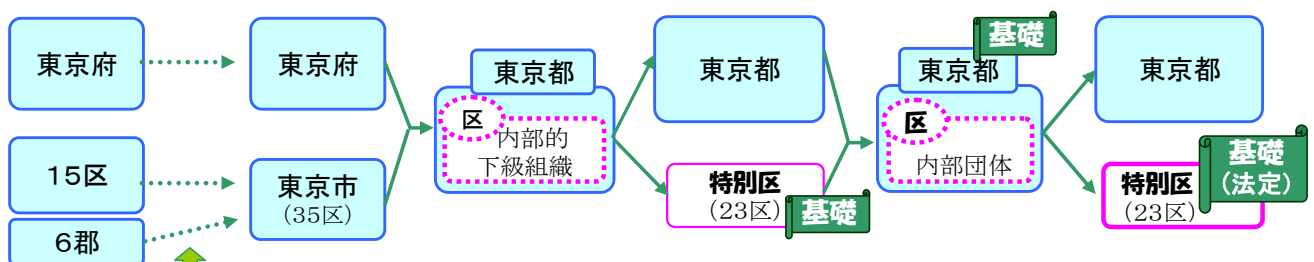 東京府
15区
6郡
東京府
東京市
（35区）
東京都
区
内部的
下級組織
東京都
特別区
（23区）
基礎
基礎
東京都
区
内部団体
東京都
特別区
（23区）
基礎
（法定）